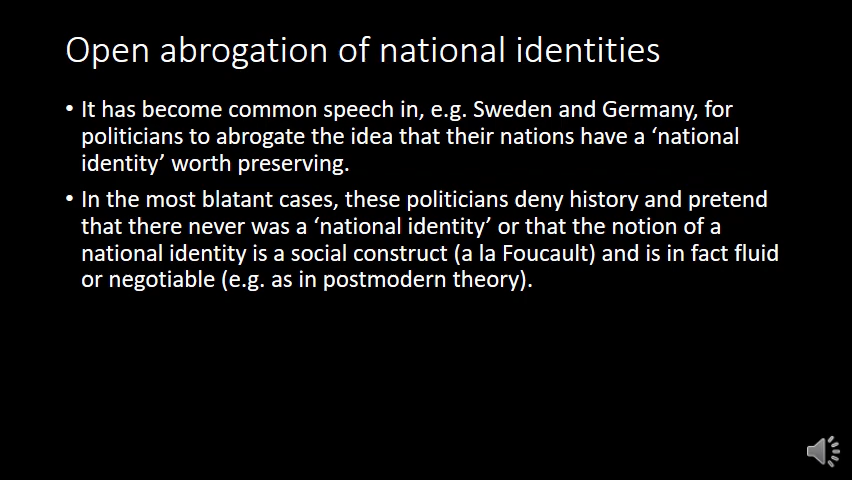 Open abrogation of national identities
• It has become common speech in, e.g. Sweden and Germany, for
politicians to abrogate the idea that their nations have a ‘national
identity’ worth preserving.
• In the most blatant cases, these politicians deny history and pretend
that there never was a ‘national identity’ or that the notion of a
national identity is a social construct (a la Foucault) and is in fact fluid
or negotiable (e.g. as in postmodern theory).